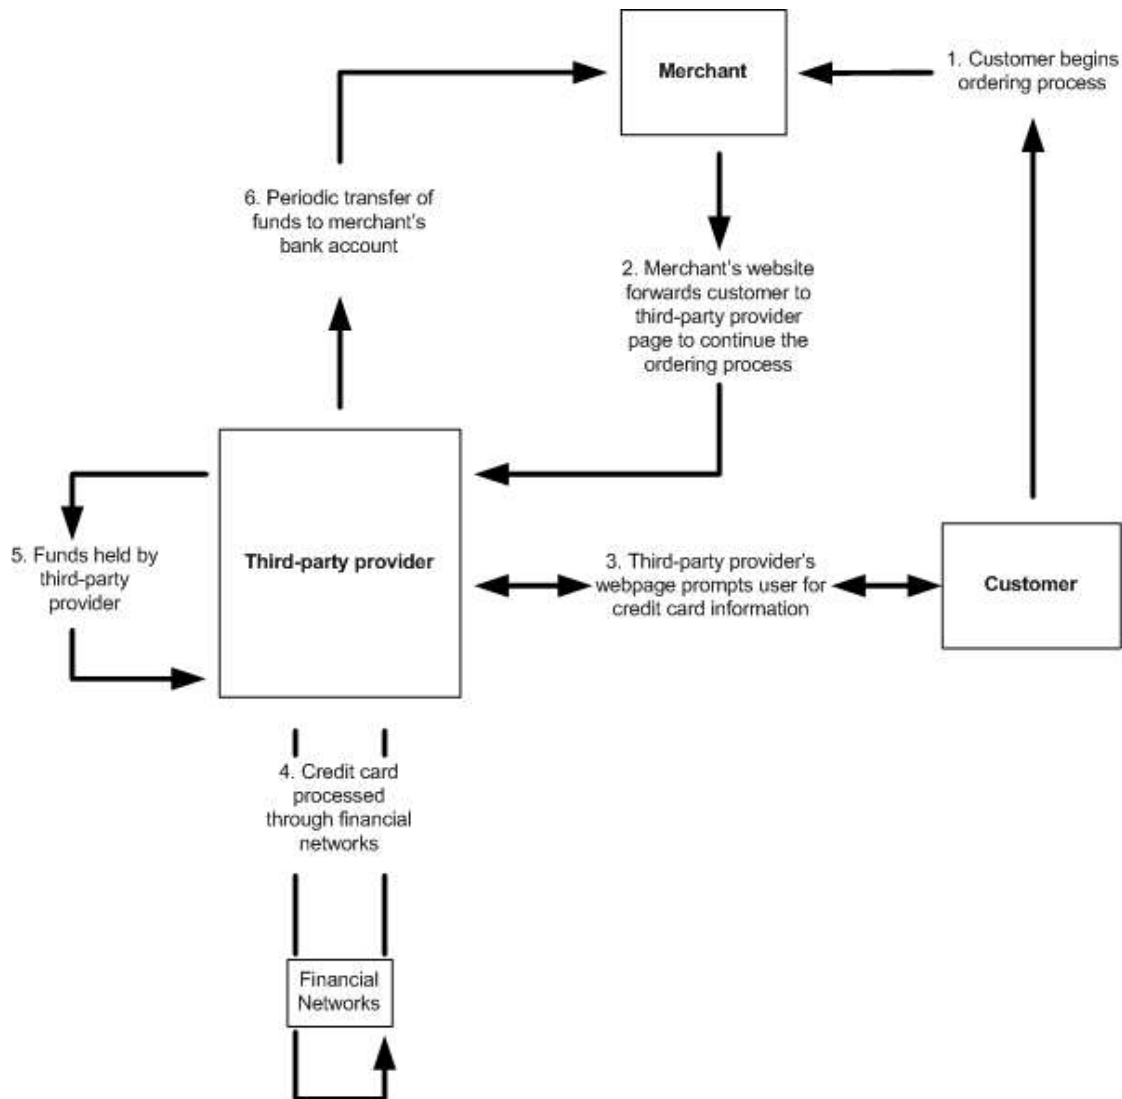 Merchant
1. Customer begins
ordering process
6. Periodic transfer of
funds to merchant's
bank account
2. Merchant's website
forwards customer to
third-party provider
page to continue the
ordering process
Third-party provider
5. Funds held by
third-party
provider
3. Third-party provider's
webpage prompts user for
credit card information
Customer
4. Credit card
processed
through financial
networks
Financial
Networks